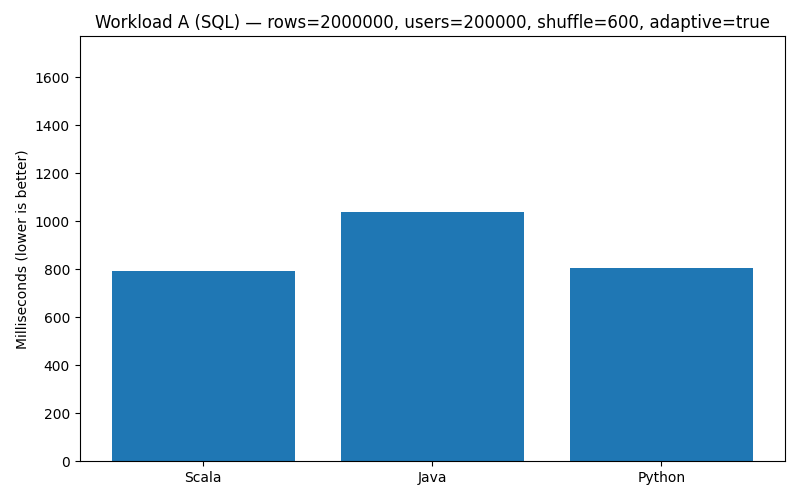 Workload A (SQL) — rows=2000000, users=200000, shuffle=600, adaptive=true
Milliseconds (lower is better)
1600
1400
1200
1000
800
600
400
200
0
Scala
Java
Python